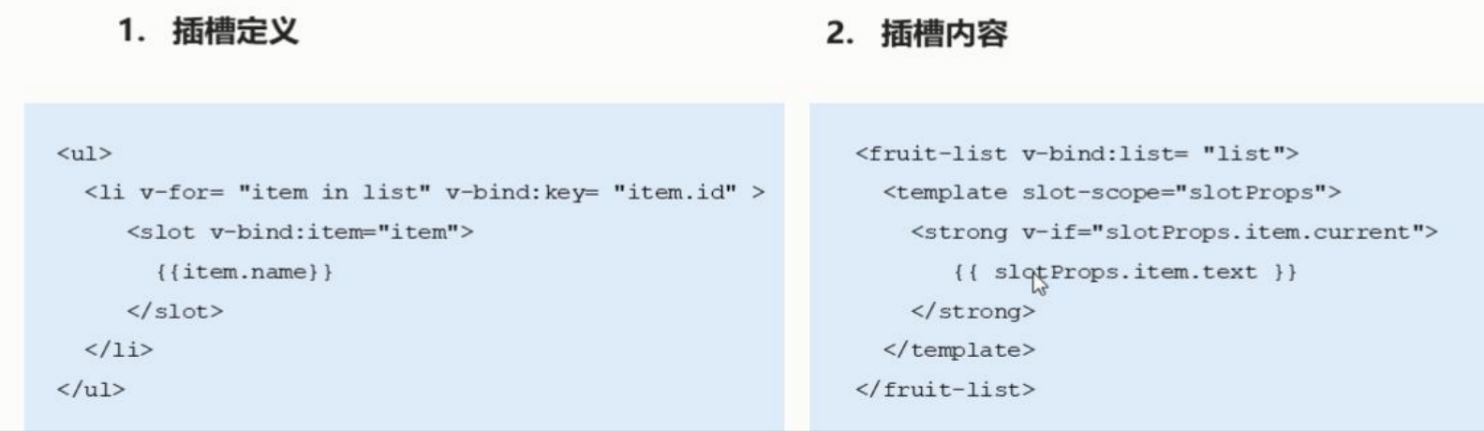 1. 插槽定义
<ul>
<li v-for= "item in list" v-bind:key= "item.id" >
<slot v-bind:item="item">
{{item.name}}
</slot>
</li>
</ul>
2. 插槽内容
<fruit-list v-bind:list= "list">
<template slot-scope="slotProps">
<strong v-if="slotProps.item.current">
{{ slotProps.item.text }}
</strong>
</template>
</fruit-list>